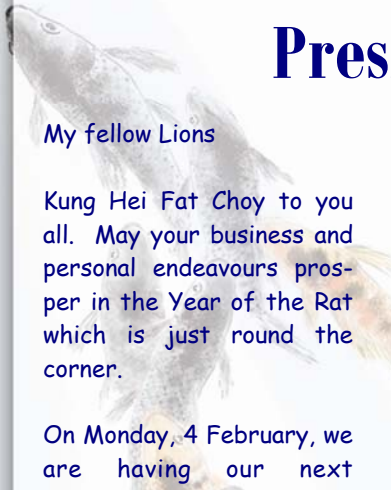 Pres
My fellow Lions
Kung Hei Fat Choy to you
all. May your business and
personal endeavours pros-
per in the Year of the Rat
which is just round the
corner.
On Monday, 4 February, we
are having our next